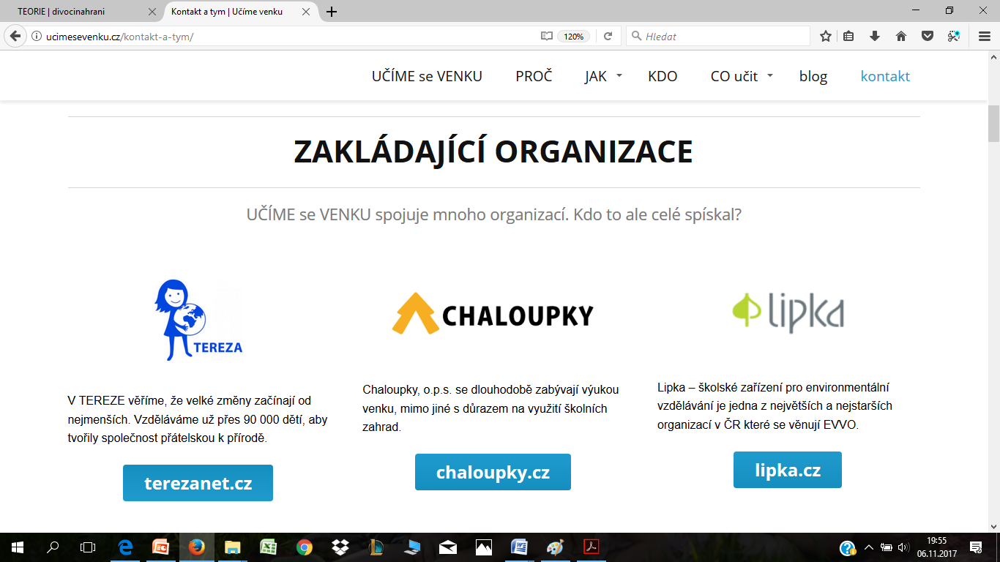 TEORIE | divocinahrani
Kontakt a tym | Učíme venku
ucimesevenku.cz/kontakt-a-tym/
120%
Hledat
UČÍME se VENKU PROČ JAK KDO CO učit blog kontakt
ZAKLÁDAJÍCÍ ORGANIZACE
UČÍME se VENKU spojuje mnoho organizací. Kdo to ale celé spískal?
TEREZA
V TEREZE věříme, že velké změny začínají od
nejmenších. Vzděláváme už přes 90 000 dětí, aby
tvořily společnost přátelskou k přírodě.
terezanet.cz
CHALOUPKY
Chaloupky, o.p.s. se dlouhodobě zabývají výukou
venku, mimo jiné s důrazem na využití školních
zahrad.
chaloupky.cz
lipka
Lipka – školské zařízení pro environmentální
vzdělávání je jedna z největších a nejstarších
organizací v ČR které se věnují EVVO.
lipka.cz
19:55
06.11.2017